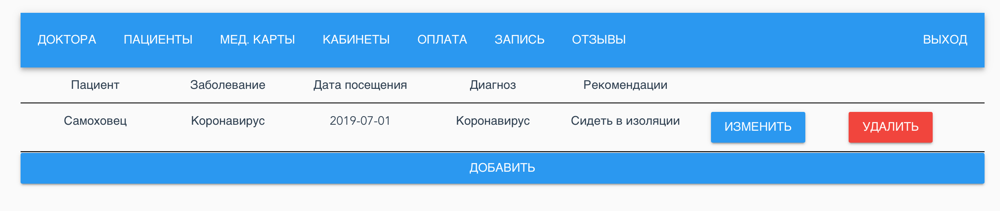 ДОКТОРА ПАЦИЕНТЫ МЕД. КАРТЫ КАБИНЕТЫ ОПЛАТА ЗАПИСЬ ОТЗЫВЫ ВЫХОД
Пациент Заболевание Дата посещения Диагноз Рекомендации
Самоховец Коронавирус 2019-07-01 Коронавирус Сидеть в изоляции ИЗМЕНИТЬ УДАЛИТЬ
ДОБАВИТЬ